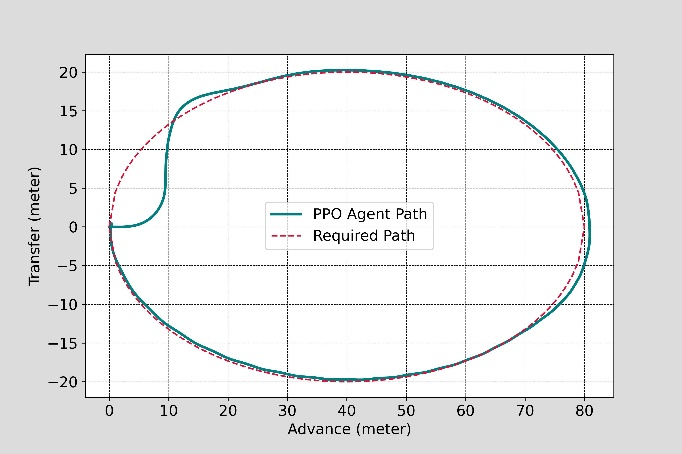 20
15
10
5
0
−5
−10
−15
−20
Transfer (meter)
PPO Agent Path
Required Path
0 10 20 30 40 50 60 70 80
Advance (meter)